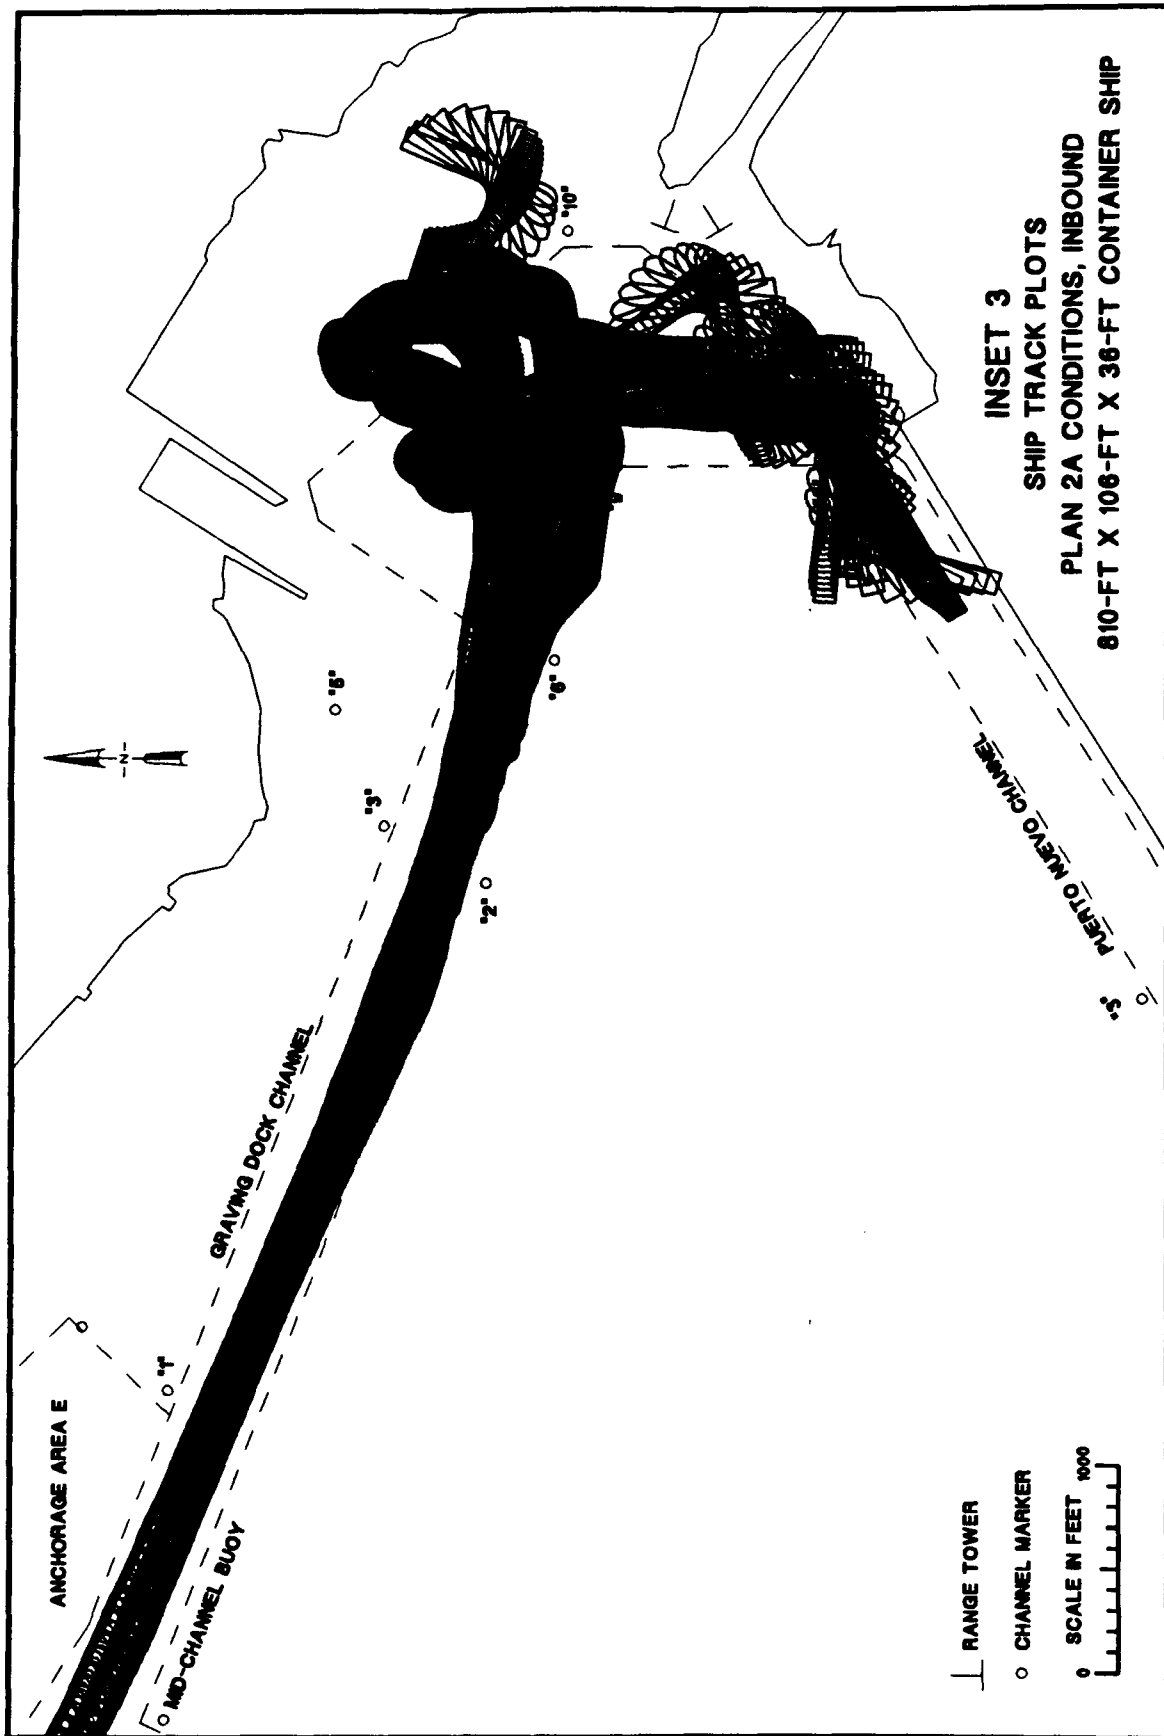 ANCHORAGE AREA E
"1"
GRAVING DOCK CHANNEL
MID-CHANNEL BUOY
"3"
"5"
"2"
"6"
"10"
N
"S"
PUERTO NUEVO CHANNEL
RANGE TOWER
CHANNEL MARKER
SCALE IN FEET
0 1000
INSET 3
SHIP TRACK PLOTS
PLAN 2A CONDITIONS, INBOUND
810-FT X 106-FT X 36-FT CONTAINER SHIP